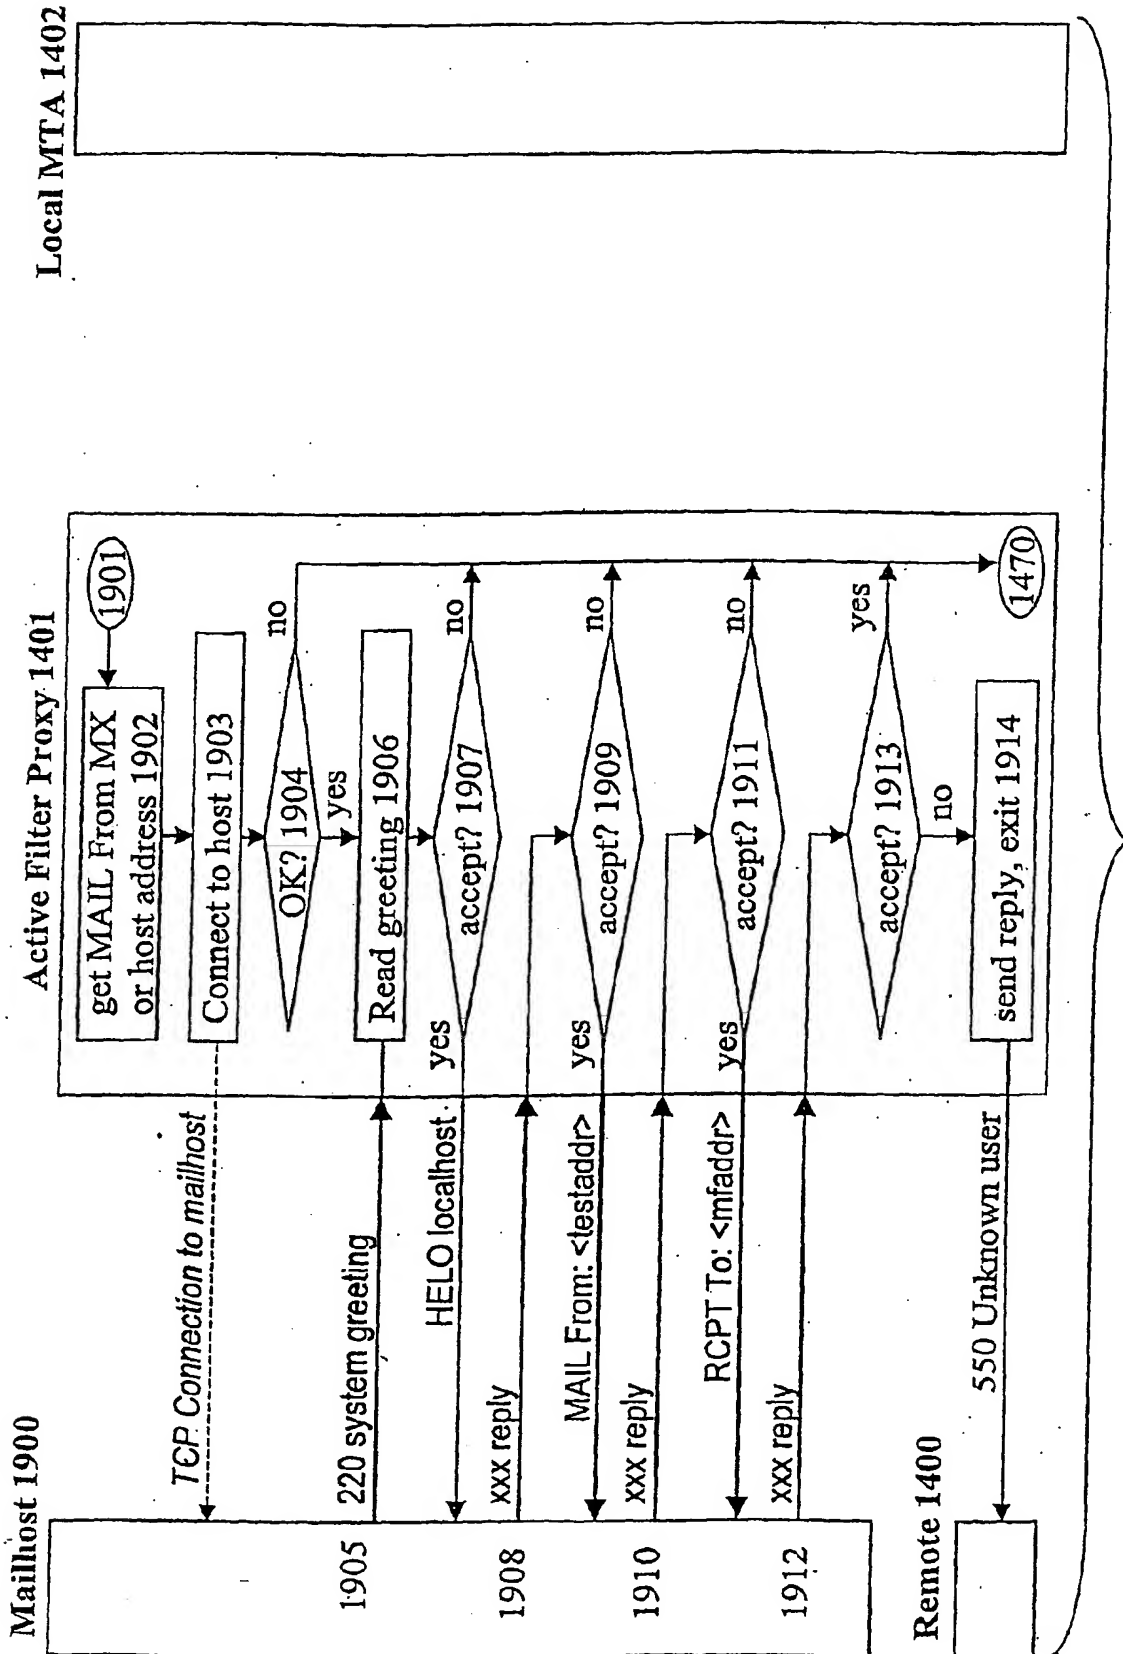 Mailhost 1900
Active Filter Proxy 1401
Local MTA 1402
1901
get MAIL From MX
or host address 1902
TCP Connection to mailhost
Connect to host 1903
OK? 1904
no
yes
1905
220 system greeting
Read greeting 1906
accept? 1907
no
yes
HELO localhost
1908
xxx reply
accept? 1909
no
yes
MAIL From: <testaddr>
1910
xxx reply
accept? 1911
no
yes
RCPT To: <mfaddr>
1912
xxx reply
accept? 1913
yes
no
Remote 1400
550 Unknown user
send reply, exit 1914
1470